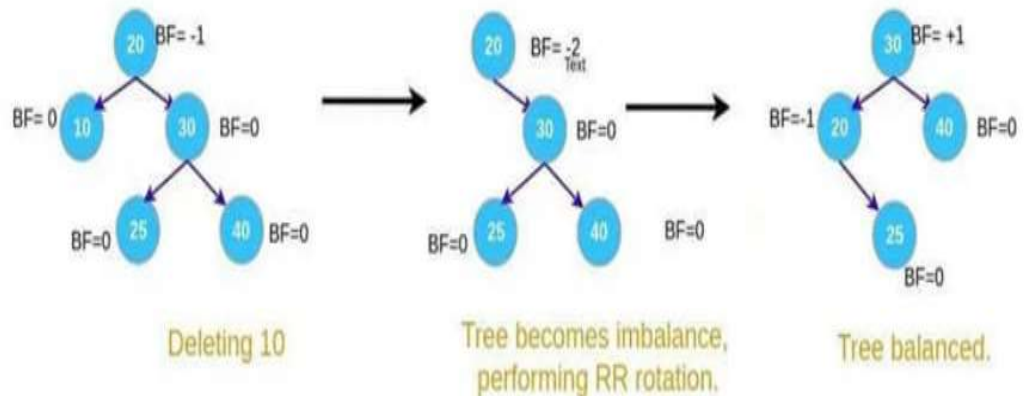 20 BF= -1
BF= 0 10 30 BF=0
BF=0 25 40 BF=0
Deleting 10
20 BF= -2
Text
30 BF=0
BF=0 25 40 BF=0
Tree becomes imbalance,
performing RR rotation.
30 BF= +1
BF=-1 20 40 BF=0
25
BF=0
Tree balanced.